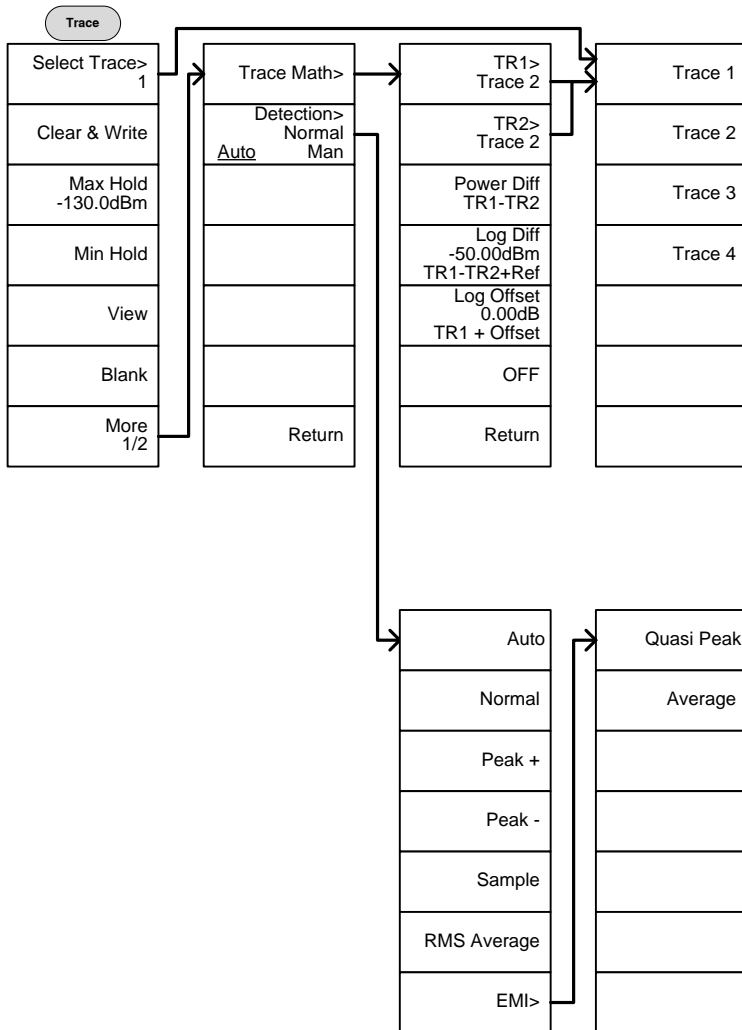 Trace
Select Trace>
1
Clear & Write
Max Hold
-130.0dBm
Min Hold
View
Blank
More
1/2
Trace Math>
Detection>
Normal
Auto Man
Return
TR1>
Trace 2
TR2>
Trace 2
Power Diff
TR1-TR2
Log Diff
-50.00dBm
TR1-TR2+Ref
Log Offset
0.00dB
TR1 + Offset
OFF
Return
Trace 1
Trace 2
Trace 3
Trace 4
Auto
Normal
Peak +
Peak -
Sample
RMS Average
EMI>
Quasi Peak
Average